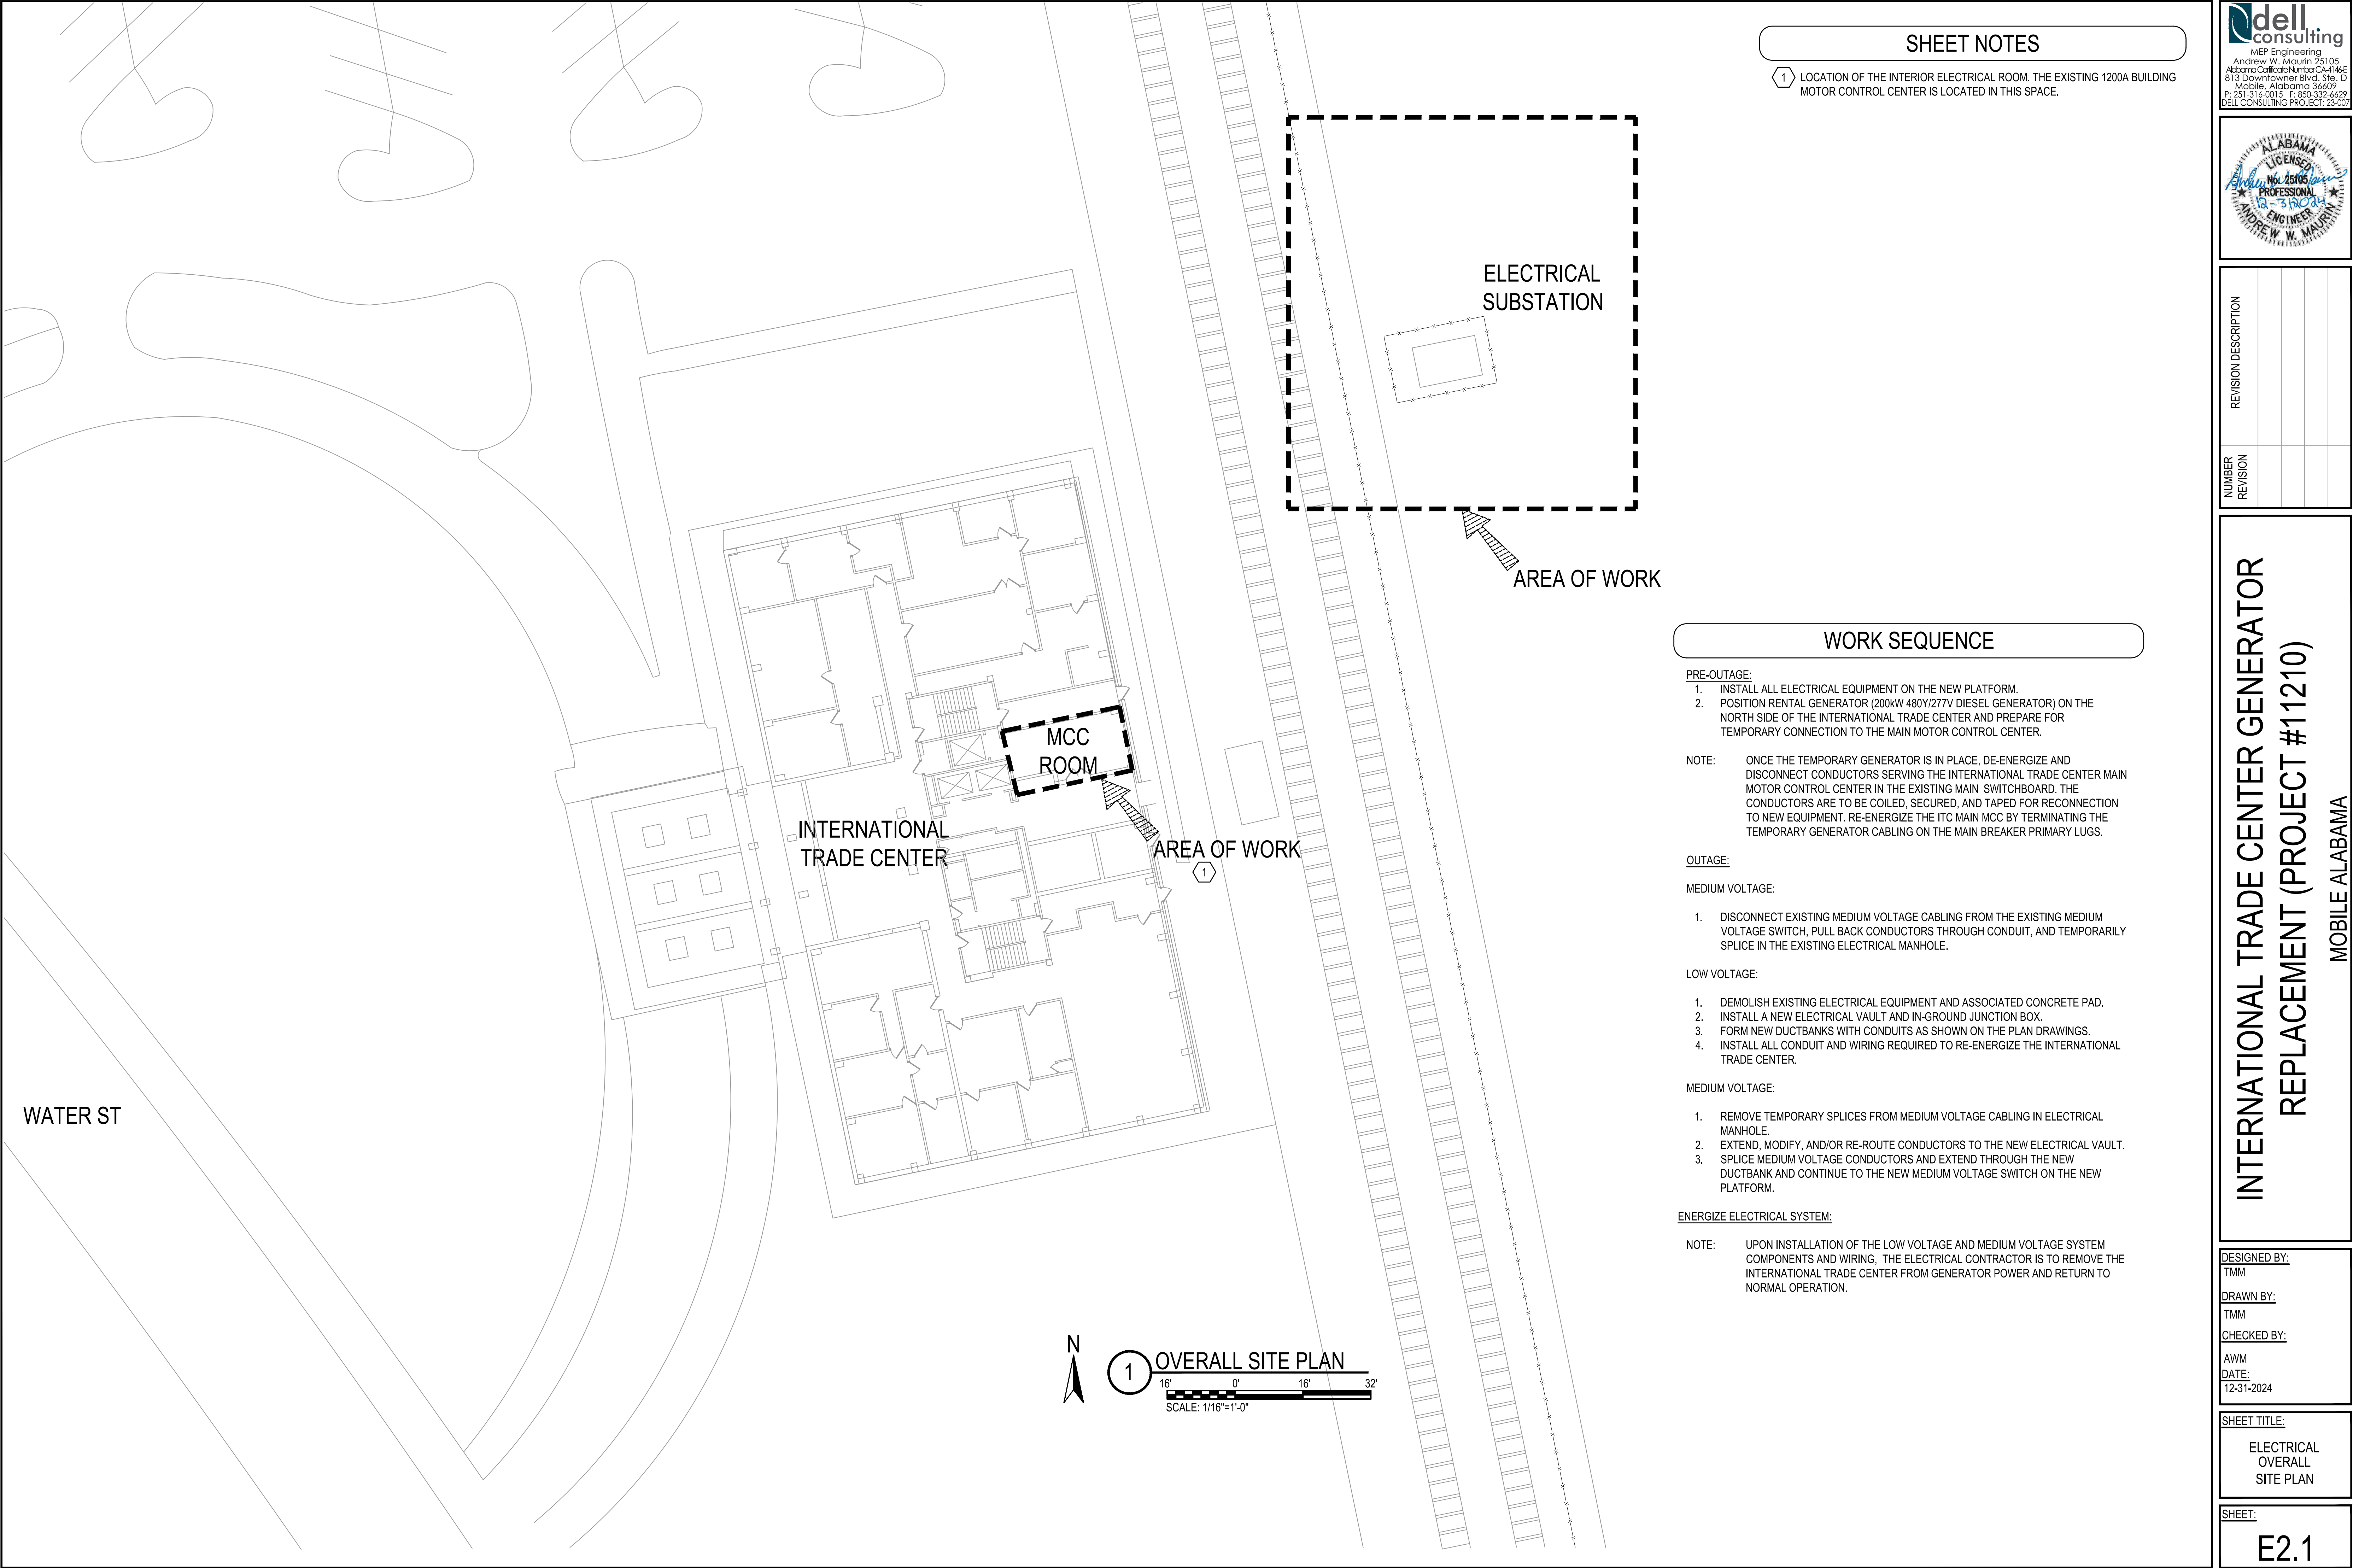 SHEET NOTES
1 LOCATION OF THE INTERIOR ELECTRICAL ROOM. THE EXISTING 1200A BUILDING
MOTOR CONTROL CENTER IS LOCATED IN THIS SPACE.
ELECTRICAL
SUBSTATION
AREA OF WORK
MCC
ROOM
INTERNATIONAL
TRADE CENTER
AREA OF WORK
1
WATER ST
WORK SEQUENCE
PRE-OUTAGE:
1. INSTALL ALL ELECTRICAL EQUIPMENT ON THE NEW PLATFORM.
2. POSITION RENTAL GENERATOR (200kW 480Y/277V DIESEL GENERATOR) ON THE
NORTH SIDE OF THE INTERNATIONAL TRADE CENTER AND PREPARE FOR
TEMPORARY CONNECTION TO THE MAIN MOTOR CONTROL CENTER.
NOTE: ONCE THE TEMPORARY GENERATOR IS IN PLACE, DE-ENERGIZE AND
DISCONNECT CONDUCTORS SERVING THE INTERNATIONAL TRADE CENTER MAIN
MOTOR CONTROL CENTER IN THE EXISTING MAIN SWITCHBOARD. THE
CONDUCTORS ARE TO BE COILED, SECURED, AND TAPED FOR RECONNECTION
TO NEW EQUIPMENT. RE-ENERGIZE THE ITC MAIN MCC BY TERMINATING THE
TEMPORARY GENERATOR CABLING ON THE MAIN BREAKER PRIMARY LUGS.
OUTAGE:
MEDIUM VOLTAGE:
1. DISCONNECT EXISTING MEDIUM VOLTAGE CABLING FROM THE EXISTING MEDIUM
VOLTAGE SWITCH, PULL BACK CONDUCTORS THROUGH CONDUIT, AND TEMPORARILY
SPLICE IN THE EXISTING ELECTRICAL MANHOLE.
LOW VOLTAGE:
1. DEMOLISH EXISTING ELECTRICAL EQUIPMENT AND ASSOCIATED CONCRETE PAD.
2. INSTALL A NEW ELECTRICAL VAULT AND IN-GROUND JUNCTION BOX.
3. FORM NEW DUCTBANKS WITH CONDUITS AS SHOWN ON THE PLAN DRAWINGS.
4. INSTALL ALL CONDUIT AND WIRING REQUIRED TO RE-ENERGIZE THE INTERNATIONAL
TRADE CENTER.
MEDIUM VOLTAGE:
1. REMOVE TEMPORARY SPLICES FROM MEDIUM VOLTAGE CABLING IN ELECTRICAL
MANHOLE.
2. EXTEND, MODIFY, AND/OR RE-ROUTE CONDUCTORS TO THE NEW ELECTRICAL VAULT.
3. SPLICE MEDIUM VOLTAGE CONDUCTORS AND EXTEND THROUGH THE NEW
DUCTBANK AND CONTINUE TO THE NEW MEDIUM VOLTAGE SWITCH ON THE NEW
PLATFORM.
ENERGIZE ELECTRICAL SYSTEM:
NOTE: UPON INSTALLATION OF THE LOW VOLTAGE AND MEDIUM VOLTAGE SYSTEM
COMPONENTS AND WIRING, THE ELECTRICAL CONTRACTOR IS TO REMOVE THE
INTERNATIONAL TRADE CENTER FROM GENERATOR POWER AND RETURN TO
NORMAL OPERATION.
N
1 OVERALL SITE PLAN
16' 0' 16' 32'
SCALE: 1/16"=1'-0"
dell
consulting
MEP Engineering
Andrew W. Maurin 25105
Alabama Certificate Number CA-4146-E
813 Downtowner Blvd. Ste. D
Mobile, Alabama 36609
P: 251-316-0015 F: 850-332-6629
DELL CONSULTING PROJECT: 23-007
ALABAMA
LICENSED
No. 25105
PROFESSIONAL
12-31-2024
ENGINEER
ANDREW W. MAURIN
REVISION DESCRIPTION
NUMBER
REVISION
INTERNATIONAL TRADE CENTER GENERATOR
REPLACEMENT (PROJECT #11210)
MOBILE ALABAMA
DESIGNED BY:
TMM
DRAWN BY:
TMM
CHECKED BY:
AWM
DATE:
12-31-2024
SHEET TITLE:
ELECTRICAL
OVERALL
SITE PLAN
SHEET:
E2.1